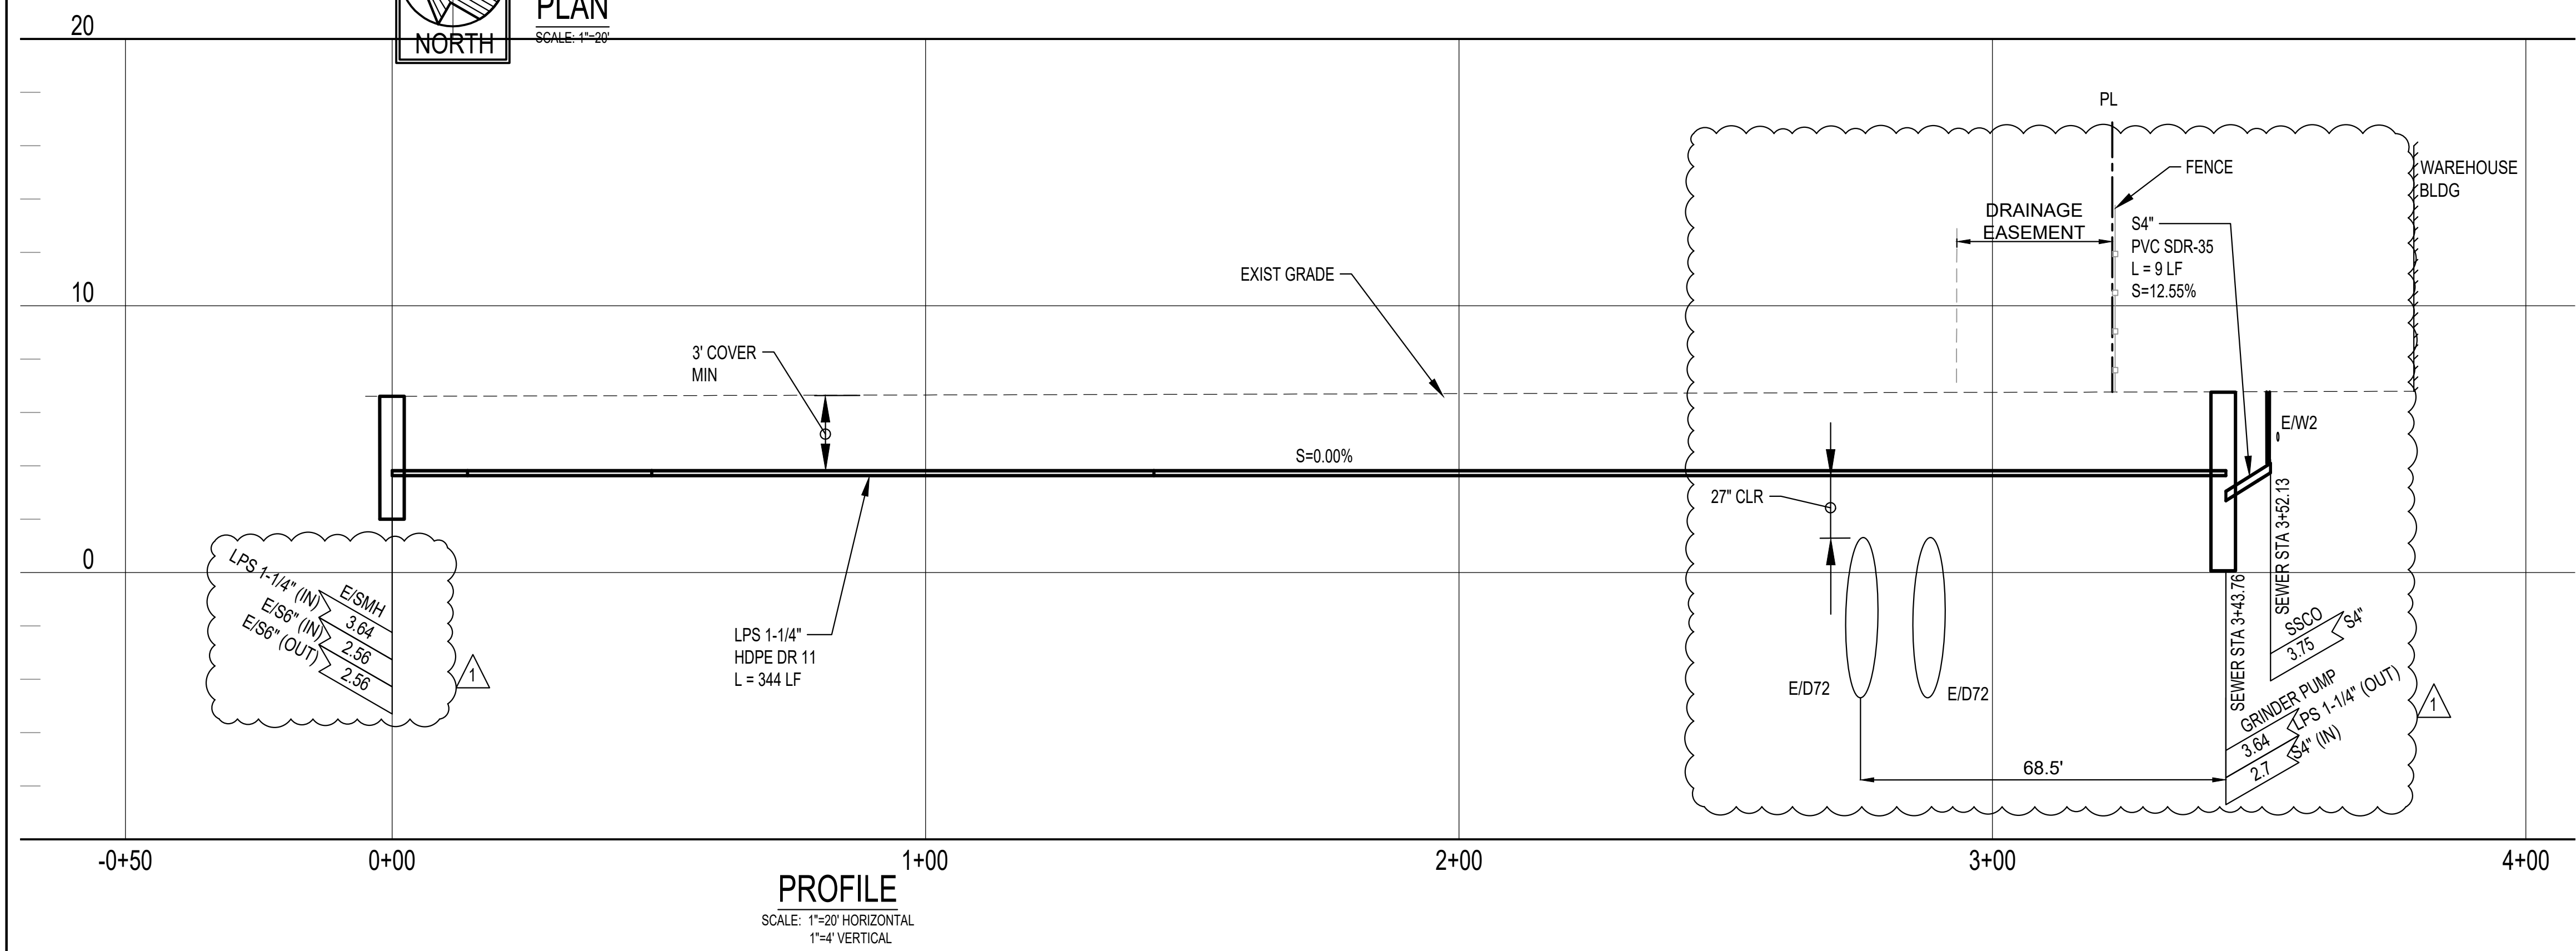 PLAN
SCALE: 1"=20'
NORTH
20
10
0
PL
FENCE
WAREHOUSE
BLDG
DRAINAGE
EASEMENT
S4"
PVC SDR-35
L = 9 LF
S=12.55%
EXIST GRADE
3' COVER
MIN
S=0.00%
E/W2
27" CLR
LPS 1-1/4"
HDPE DR 11
L = 344 LF
E/SMH
LPS 1-1/4" (IN)
3.64
E/S6" (IN)
2.56
E/S6" (OUT)
2.56
1
E/D72
E/D72
68.5'
SEWER STA 3+43.76
GRINDER PUMP
3.64
LPS 1-1/4" (OUT)
2.7
S4" (IN)
SEWER STA 3+52.13
SSCO
3.75
S4"
1
-0+50
0+00
1+00
2+00
3+00
4+00
PROFILE
SCALE: 1"=20' HORIZONTAL
1"=4' VERTICAL